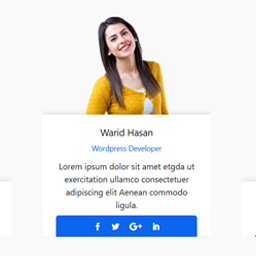 Warid Hasan
Wordpress Developer
Lorem ipsum dolor sit amet etgda ut
exercitation ullamco consectetuer
adipiscing elit Aenean commodo
ligula.